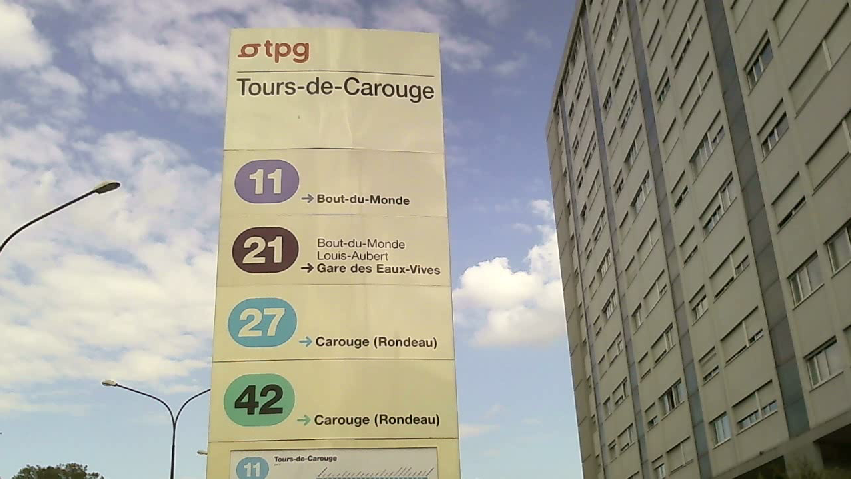 tpg
Tours-de-Carouge
11
→ Bout-du-Monde
21
Bout-du-Monde
Louis-Aubert
→ Gare des Eaux-Vives
27
→ Carouge (Rondeau)
42
→ Carouge (Rondeau)
11
Tours-de-Carouge